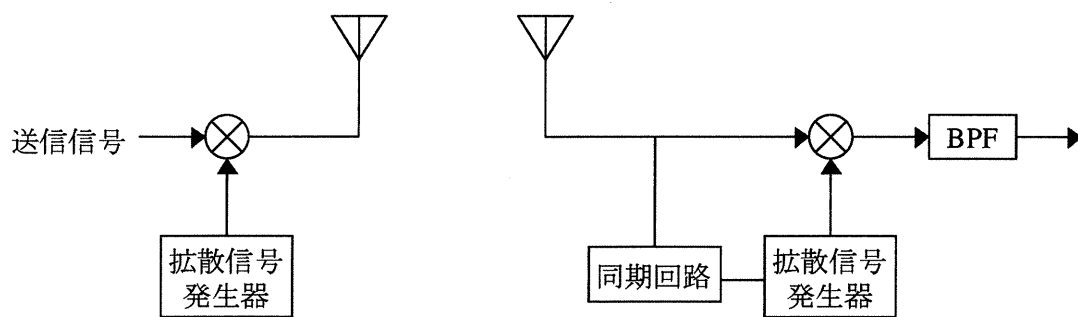 送信信号
BPF
拡散信号
発生器
同期回路
拡散信号
発生器